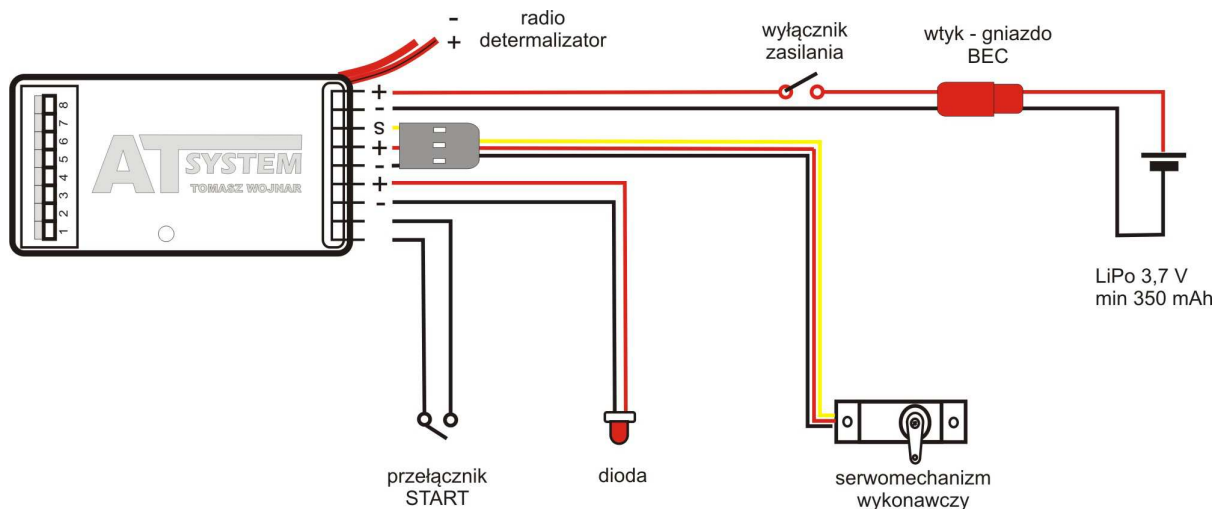 -
radio
+
determalizator
wyłącznik
zasilania
wtyk - gniazdo
BEC
+
-
S
+
-
+
-
8
7
6
5
4
3
2
1
AT
SYSTEM
TOMASZ WOJNAR
LiPo 3,7 V
min 350 mAh
przełącznik
START
dioda
serwomechanizm
wykonawczy